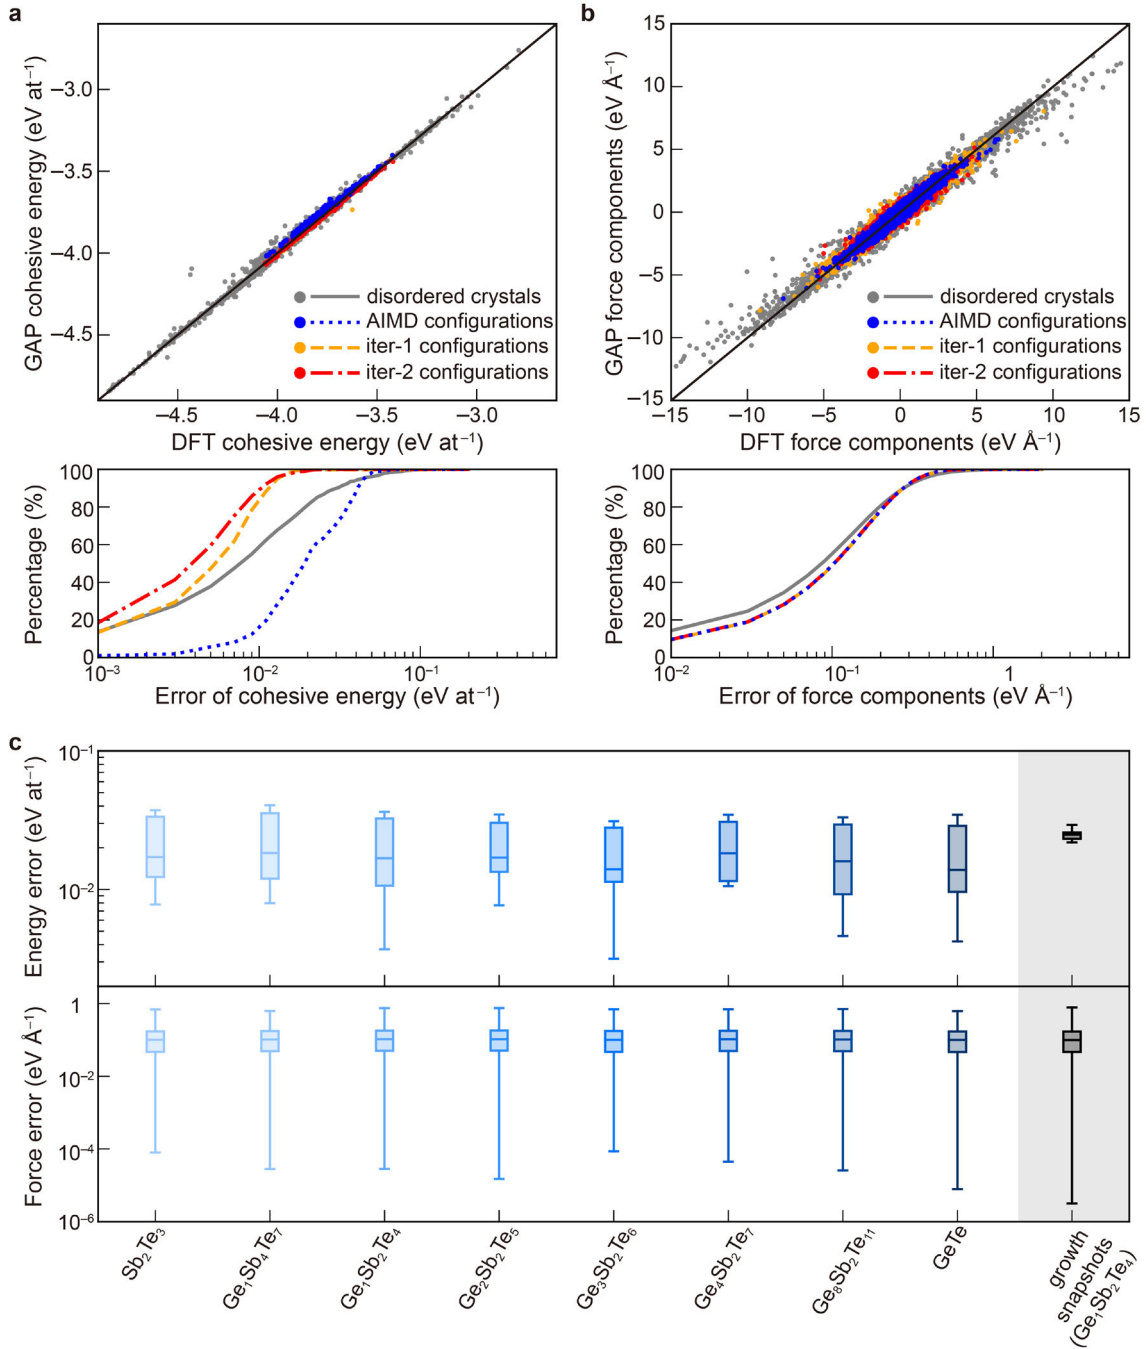 a
GAP cohesive energy (eV at⁻¹)
−3.0
−3.5
−4.0
−4.5
disordered crystals
AIMD configurations
iter-1 configurations
iter-2 configurations
−4.5 −4.0 −3.5 −3.0
DFT cohesive energy (eV at⁻¹)
b
GAP force components (eV Å⁻¹)
15
10
5
0
−5
−10
−15
disordered crystals
AIMD configurations
iter-1 configurations
iter-2 configurations
−15 −10 −5 0 5 10 15
DFT force components (eV Å⁻¹)
Percentage (%)
100
80
60
40
20
0
10⁻³ 10⁻² 10⁻¹
Error of cohesive energy (eV at⁻¹)
Percentage (%)
100
80
60
40
20
0
10⁻² 10⁻¹ 1
Error of force components (eV Å⁻¹)
c
Energy error (eV at⁻¹)
10⁻¹
10⁻²
Force error (eV Å⁻¹)
1
10⁻²
10⁻⁴
10⁻⁶
Sb₂Te₃
Ge₁Sb₄Te₇
Ge₁Sb₂Te₄
Ge₂Sb₂Te₅
Ge₃Sb₂Te₆
Ge₄Sb₂Te₇
Ge₈Sb₂Te₁₁
GeTe
growth
snapshots
(Ge₁Sb₂Te₄)